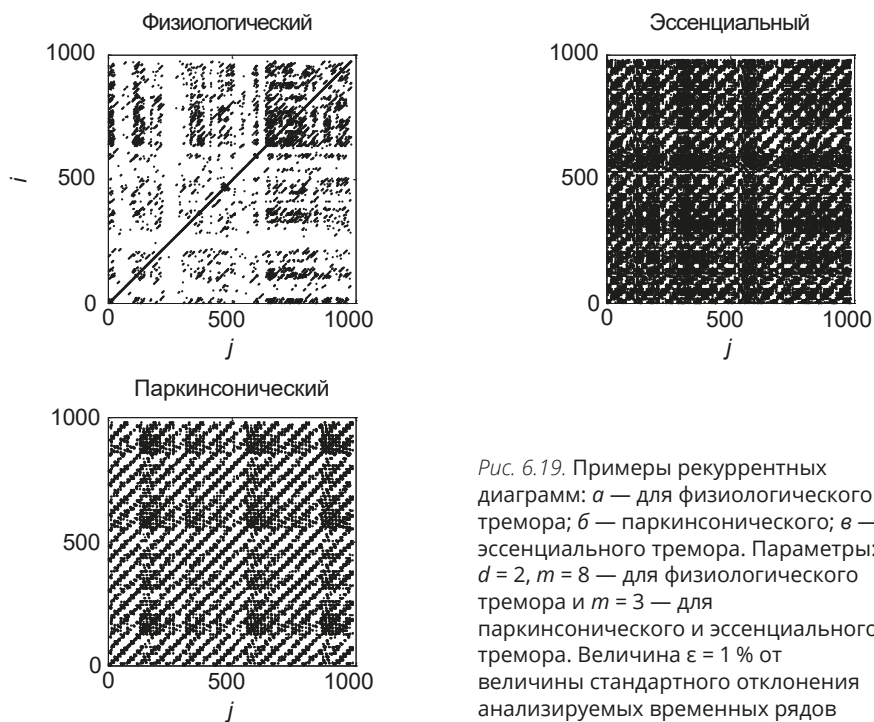 Физиологический
1000
500
0
i
0
500
1000
j
Эссенциальный
1000
500
0
0
500
1000
j
Паркинсонический
1000
500
0
0
500
1000
j
Рис. 6.19. Примеры рекуррентных
диаграмм: а — для физиологического
тремора; б — паркинсонического; в —
эссенциального тремора. Параметры:
d = 2, m = 8 — для физиологического
тремора и m = 3 — для
паркинсонического и эссенциального
тремора. Величина ε = 1 % от
величины стандартного отклонения
анализируемых временных рядов